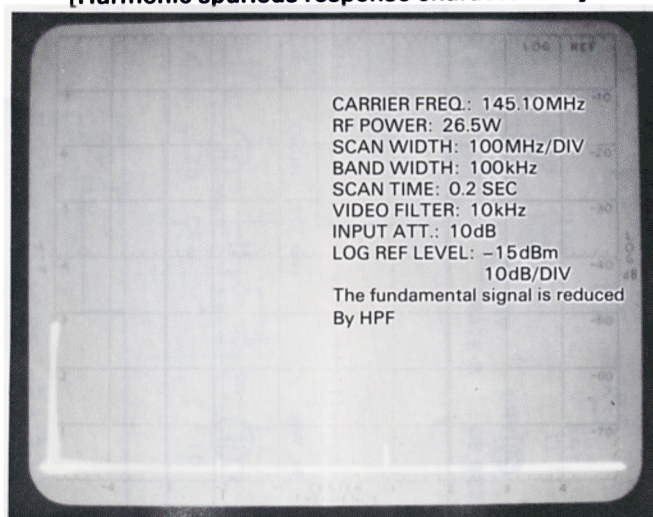 [Harmonic spurious response
LOG REF
CARRIER FREQ.: 145.10MHz
RF POWER: 26.5W
SCAN WIDTH: 100MHz/DIV
BAND WIDTH: 100kHz
SCAN TIME: 0.2 SEC
VIDEO FILTER: 10kHz
INPUT ATT.: 10dB
LOG REF LEVEL: –15dBm
10dB/DIV
The fundamental signal is reduced
By HPF
-10
-20
-30
-40
-50
-60
-70
CENTER
FREQUENCY